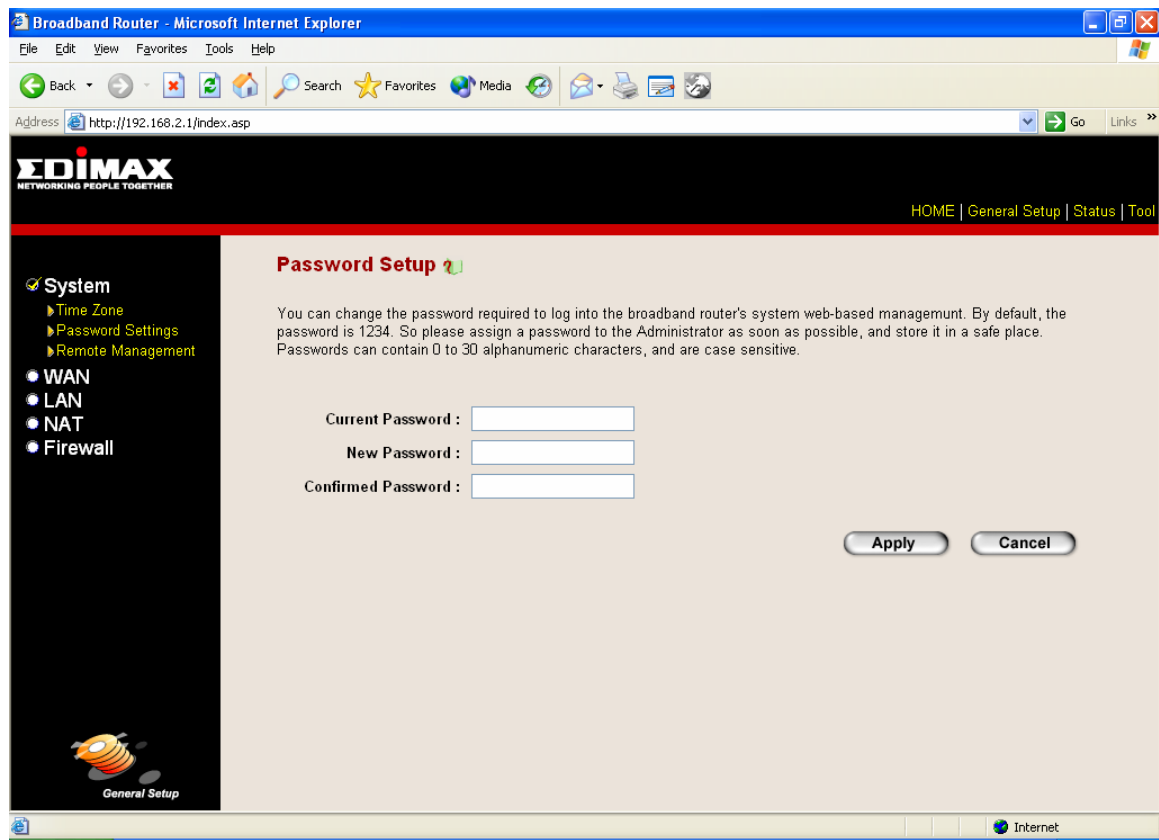 Broadband Router - Microsoft Internet Explorer
File Edit View Favorites Tools Help
Back Search Favorites Media
Address http://192.168.2.1/index.asp Go Links »
EDIMAX
NETWORKING PEOPLE TOGETHER
HOME | General Setup | Status | Tool
System
Time Zone
Password Settings
Remote Management
WAN
LAN
NAT
Firewall
General Setup
Password Setup
You can change the password required to log into the broadband router's system web-based managemunt. By default, the
password is 1234. So please assign a password to the Administrator as soon as possible, and store it in a safe place.
Passwords can contain 0 to 30 alphanumeric characters, and are case sensitive.
Current Password :
New Password :
Confirmed Password :
Apply Cancel
Internet